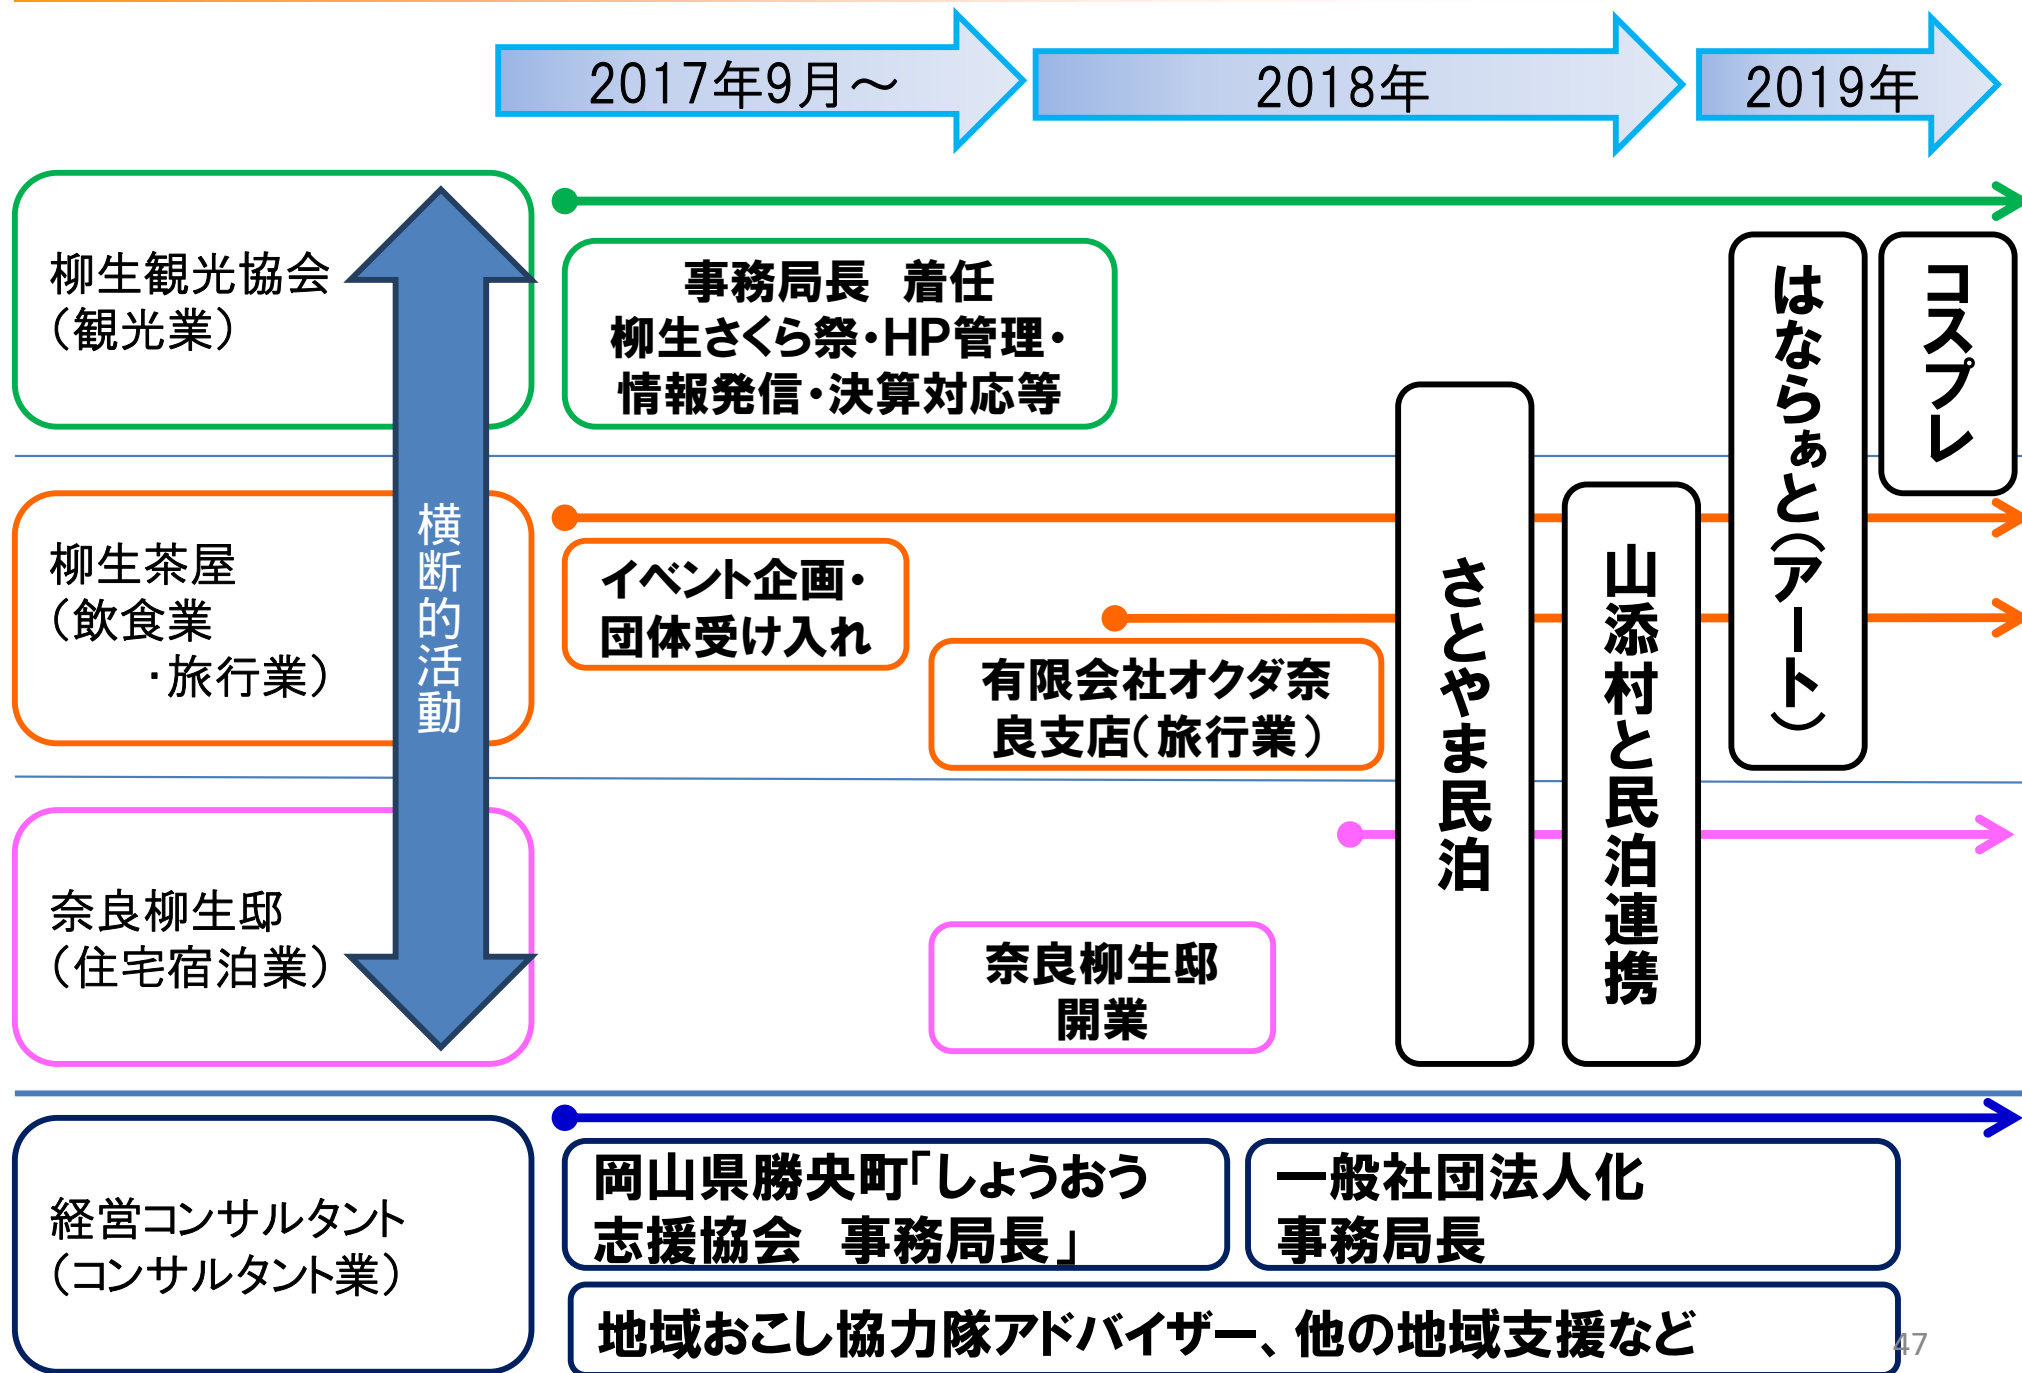 2017年9月～
2018年
2019年
柳生観光協会
（観光業）
事務局長　着任
柳生さくら祭・HP管理・
情報発信・決算対応等
はならぁと（アート）
コスプレ
横断的活動
柳生茶屋
（飲食業
・旅行業）
イベント企画・
団体受け入れ
有限会社オクダ奈
良支店（旅行業）
さとやま民泊
山添村と民泊連携
奈良柳生邸
（住宅宿泊業）
奈良柳生邸
開業
経営コンサルタント
（コンサルタント業）
岡山県勝央町「しょうおう
志援協会　事務局長」
一般社団法人化
事務局長
地域おこし協力隊アドバイザー、他の地域支援など
47